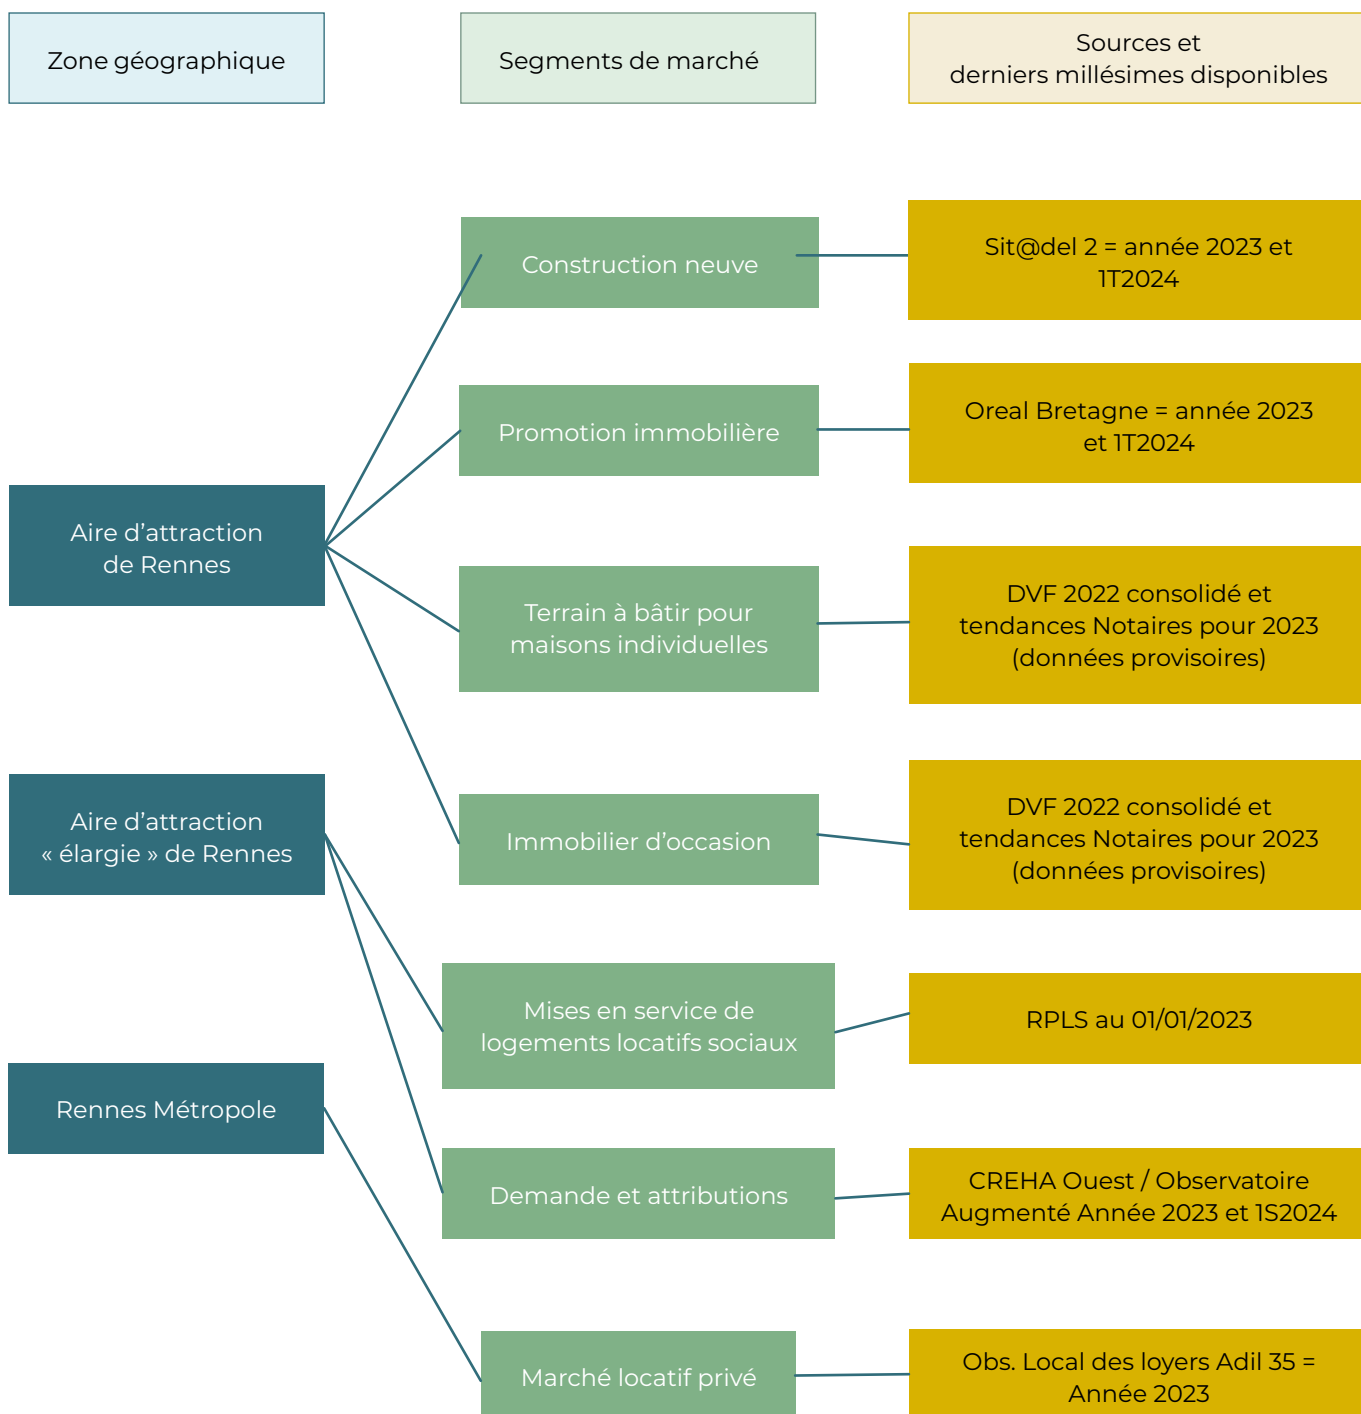 Zone géographique
Segments de marché
Sources et
derniers millésimes disponibles
Construction neuve
Sit@del 2 = année 2023 et
1T2024
Promotion immobilière
Oreal Bretagne = année 2023
et 1T2024
Aire d’attraction
de Rennes
Terrain à bâtir pour
maisons individuelles
DVF 2022 consolidé et
tendances Notaires pour 2023
(données provisoires)
Aire d’attraction
« élargie » de Rennes
Immobilier d’occasion
DVF 2022 consolidé et
tendances Notaires pour 2023
(données provisoires)
Mises en service de
logements locatifs sociaux
RPLS au 01/01/2023
Rennes Métropole
Demande et attributions
CREHA Ouest / Observatoire
Augmenté Année 2023 et 1S2024
Marché locatif privé
Obs. Local des loyers Adil 35 =
Année 2023